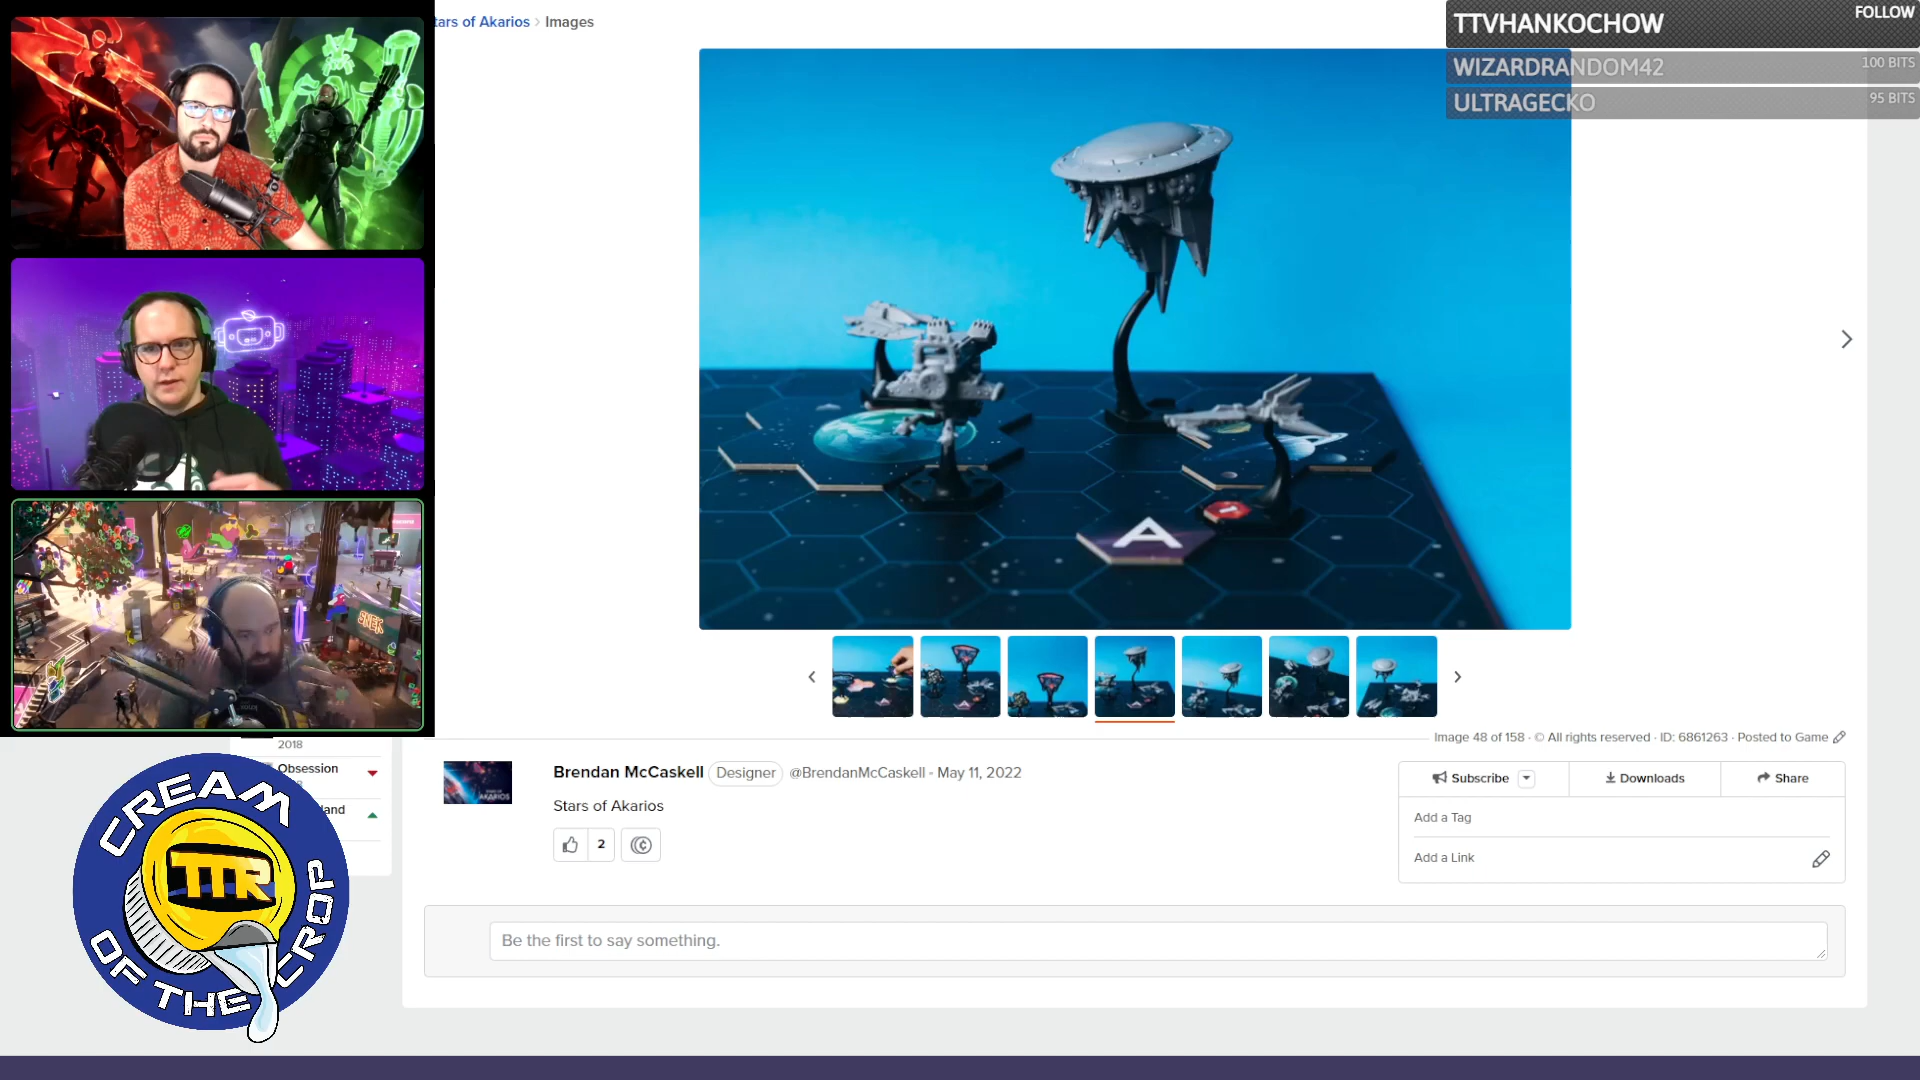 tars of Akarios > Images
TTVHANKOCHOW FOLLOW
WIZARDRANDOM42 100 BITS
ULTRAGECKO 95 BITS
SNEK
A
Image 48 of 158 · © All rights reserved · ID: 6861263 · Posted to Game
2018
Obsession
land
Brendan McCaskell Designer @BrendanMcCaskell - May 11, 2022
Stars of Akarios
2
Subscribe Downloads Share
Add a Tag
Add a Link
Be the first to say something.
CREAM
TTR
OF THE CROP